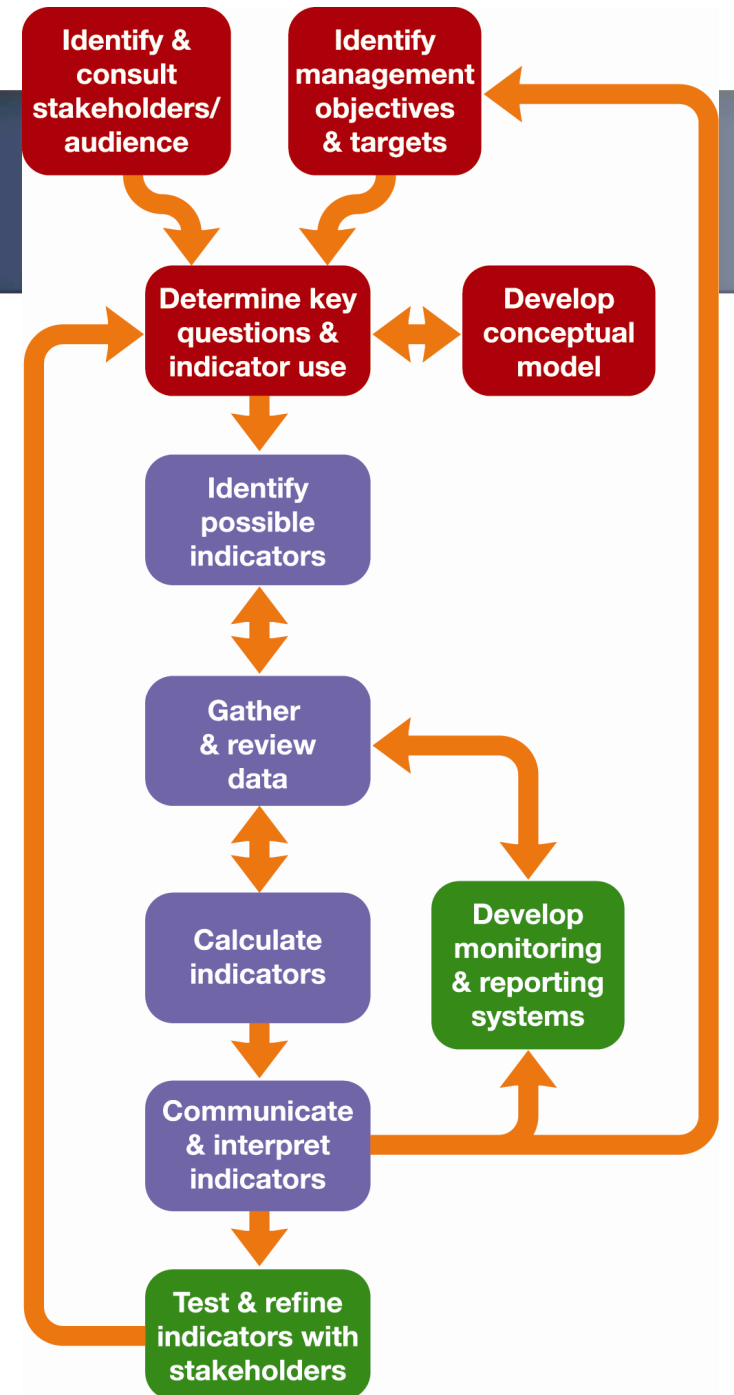 Identify &
consult
stakeholders/
audience
Identify
management
objectives
& targets
Determine key
questions &
indicator use
Develop
conceptual
model
Identify
possible
indicators
Gather
& review
data
Calculate
indicators
Develop
monitoring
& reporting
systems
Communicate
& interpret
indicators
Test & refine
indicators with
stakeholders